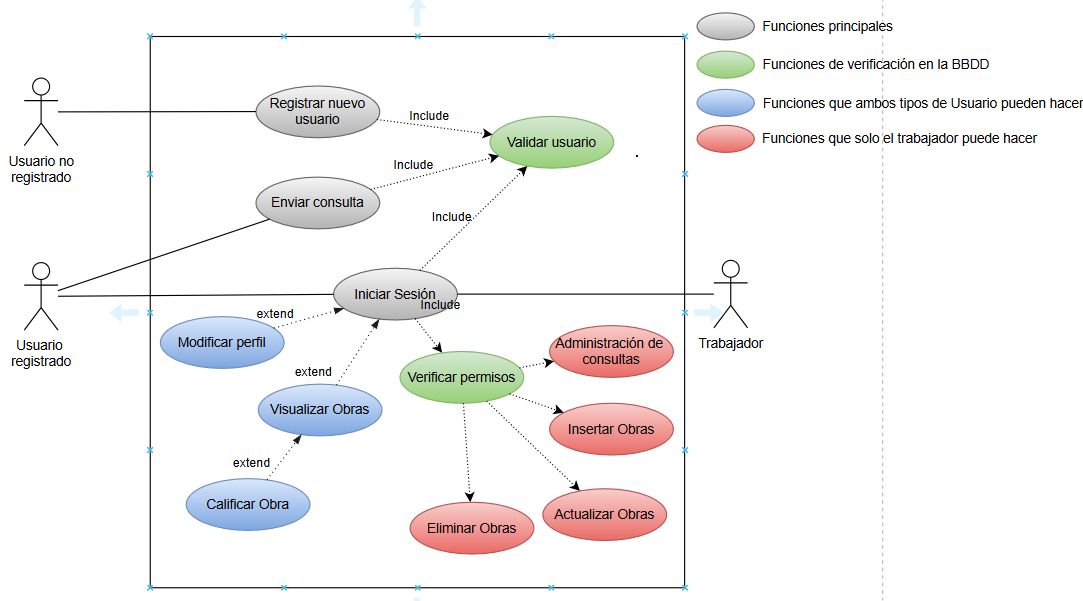 Funciones principales
Funciones de verificación en la BBDD
Funciones que ambos tipos de Usuario pueden hacer
Funciones que solo el trabajador puede hacer
Usuario no
registrado
Registrar nuevo
usuario
Include
Validar usuario
Include
Enviar consulta
Include
Usuario
registrado
Iniciar Sesión
Include
Trabajador
extend
Modificar perfil
extend
Visualizar Obras
extend
Calificar Obra
Verificar permisos
Administración de
consultas
Insertar Obras
Actualizar Obras
Eliminar Obras